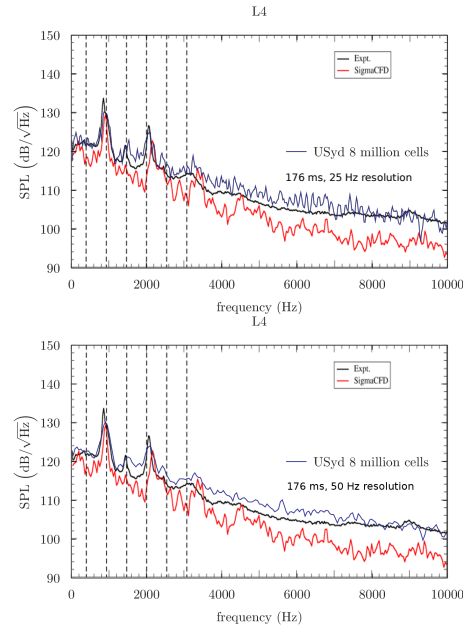 L4
150
140
130
120
110
100
90
SPL (dB/√Hz)
Expt.
SigmaCFD
USyd 8 million cells
176 ms, 25 Hz resolution
0 2000 4000 6000 8000 10000
frequency (Hz)
L4
150
140
130
120
110
100
90
SPL (dB/√Hz)
Expt.
SigmaCFD
USyd 8 million cells
176 ms, 50 Hz resolution
0 2000 4000 6000 8000 10000
frequency (Hz)